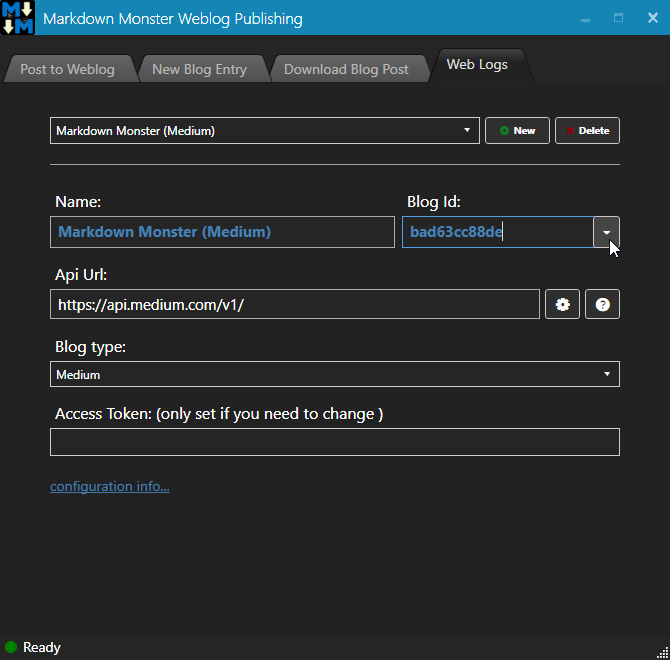 Markdown Monster Weblog Publishing
Post to Weblog New Blog Entry Download Blog Post Web Logs
Markdown Monster (Medium) New Delete
Name: Blog Id:
Markdown Monster (Medium) bad63cc88de
Api Url:
https://api.medium.com/v1/
Blog type:
Medium
Access Token: (only set if you need to change )
configuration info...
Ready